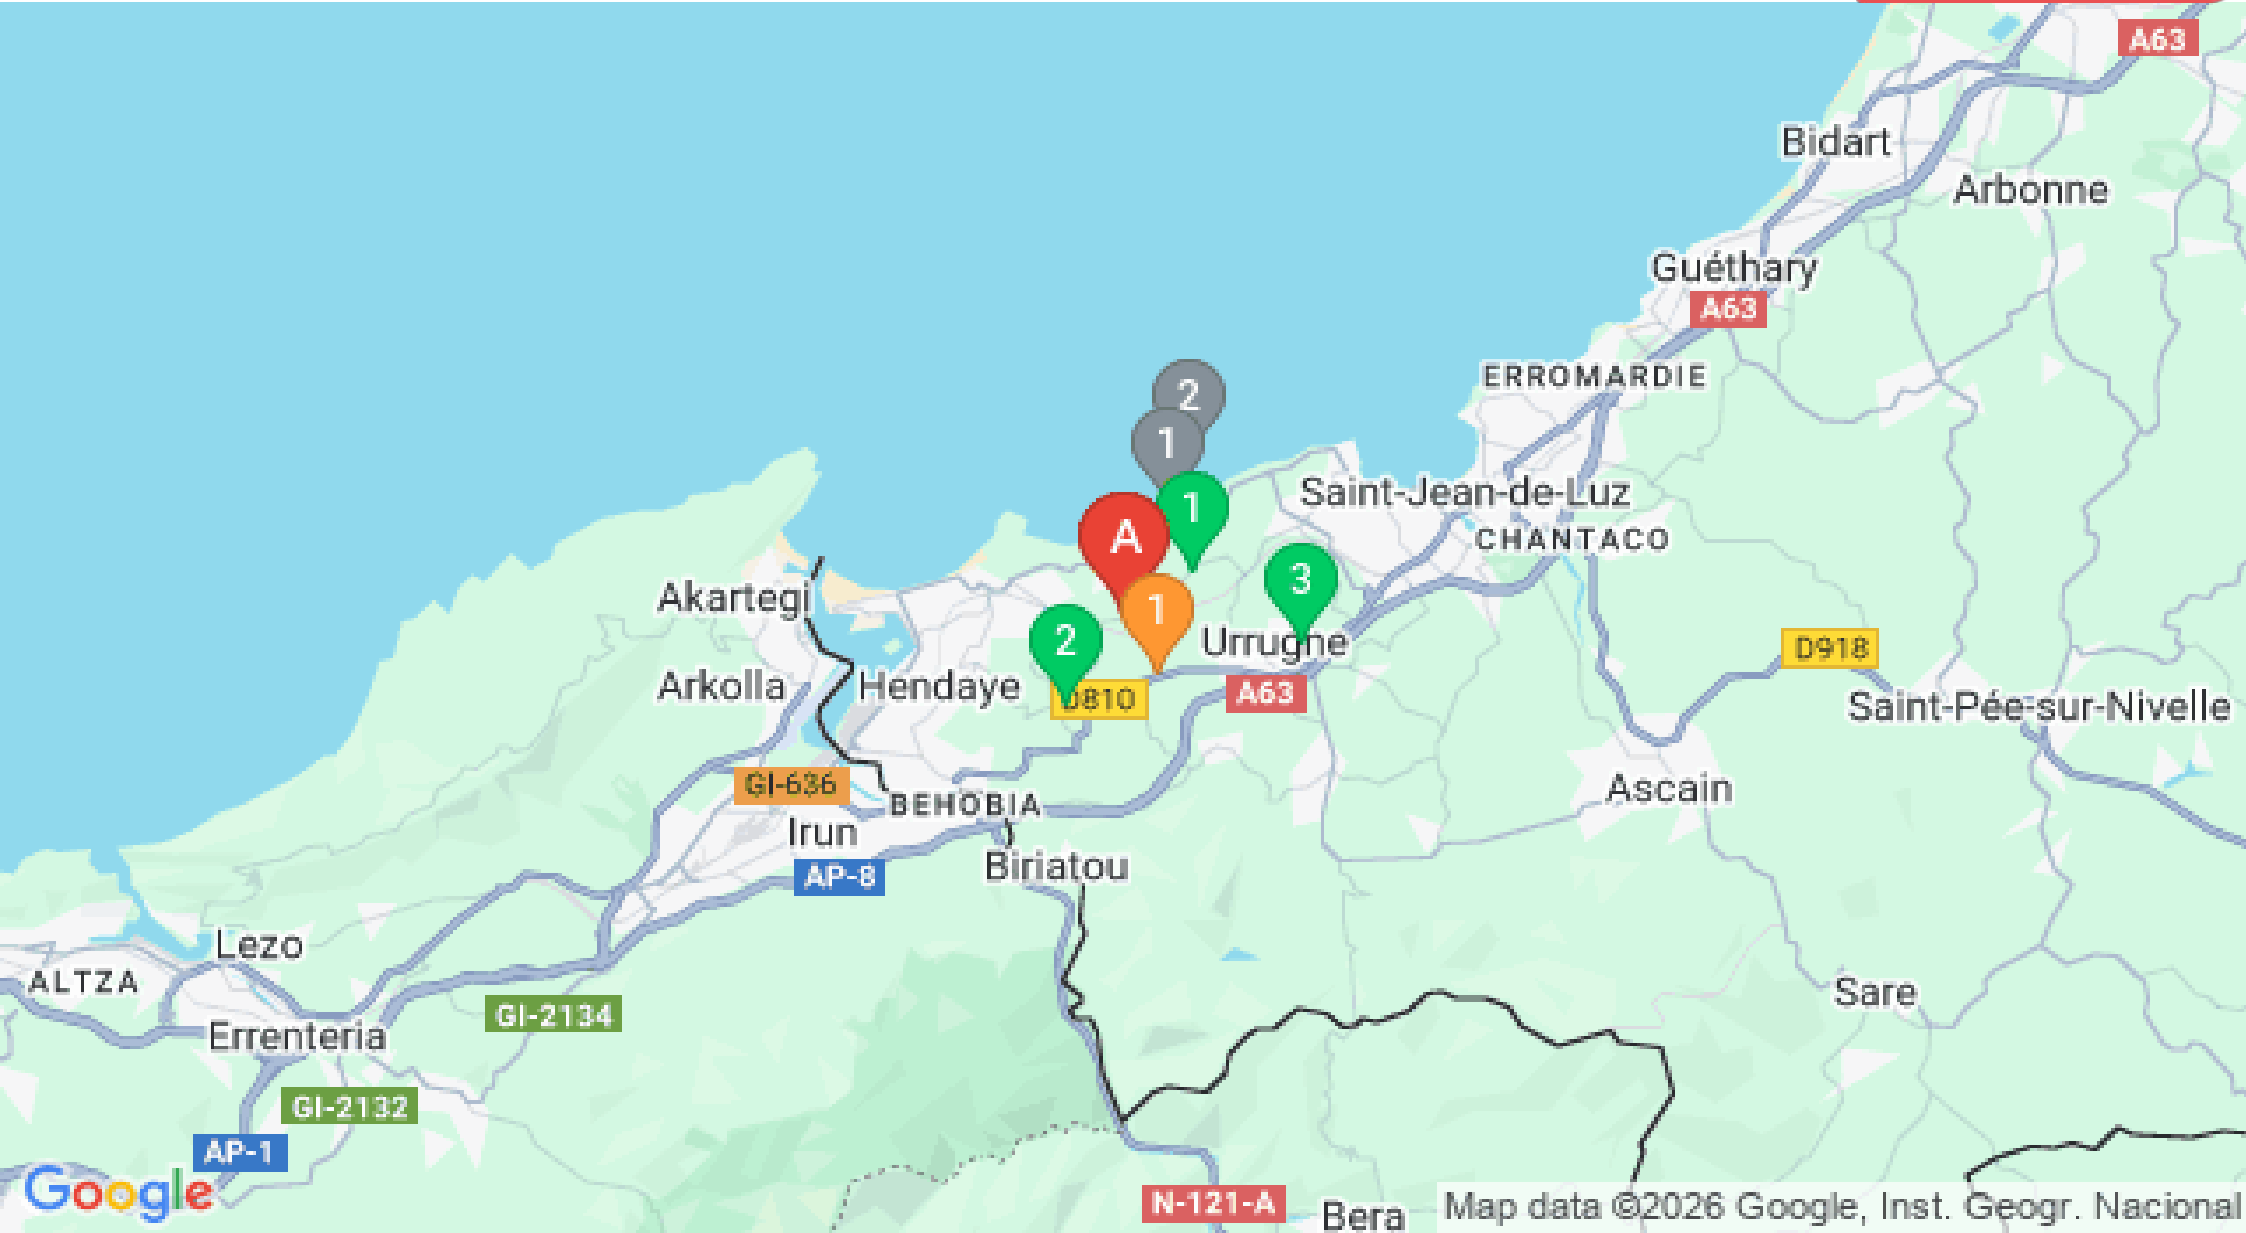 A63
Bidart
Arbonne
Guéthary
A63
ERROMARDIE
2
1
1
Saint-Jean-de-Luz
A
CHANTACO
3
Akartegi
1
2
Urrugne
D918
Arkolla
Hendaye
D810
A63
Saint-Pée-sur-Nivelle
GI-636
BEHOBIA
Ascain
Irun
Biriatou
AP-8
Lezo
ALTZA
Sare
GI-2134
Errenteria
GI-2132
AP-1
Google
N-121-A
Bera
Map data ©2026 Google, Inst. Geogr. Nacional